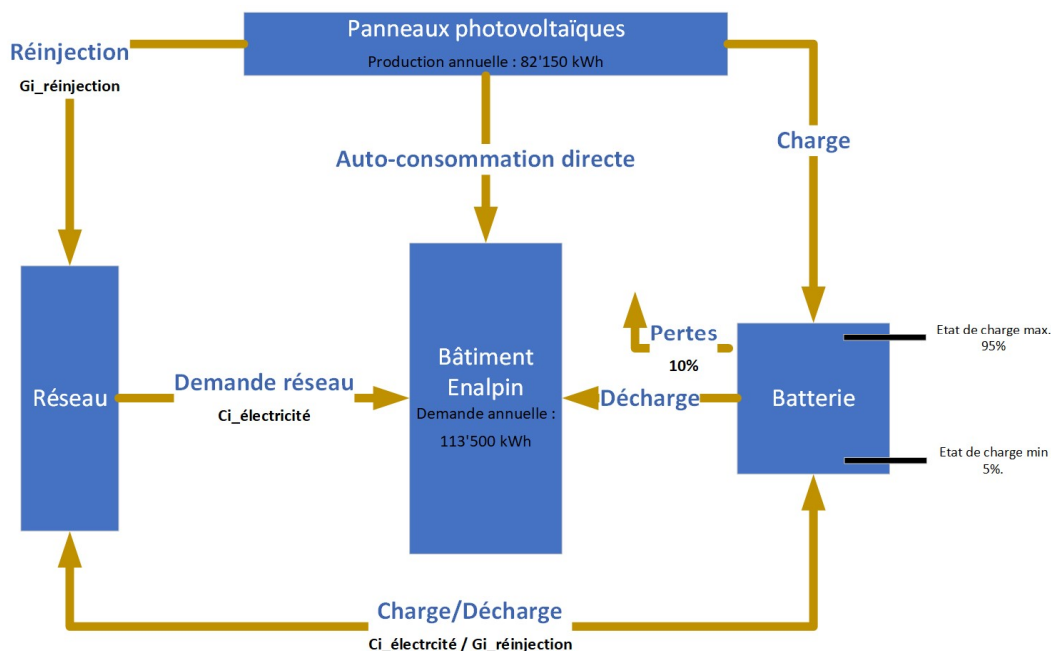 Panneaux photovoltaïques
Production annuelle : 82'150 kWh
Réinjection
Gi_réinjection
Auto-consommation directe
Charge
Réseau
Demande réseau
Ci_électricité
Bâtiment
Enalpin
Demande annuelle :
113'500 kWh
Pertes
10%
Décharge
Batterie
Etat de charge max.
95%
Etat de charge min
5%.
Charge/Décharge
Ci_électrcité / Gi_réinjection